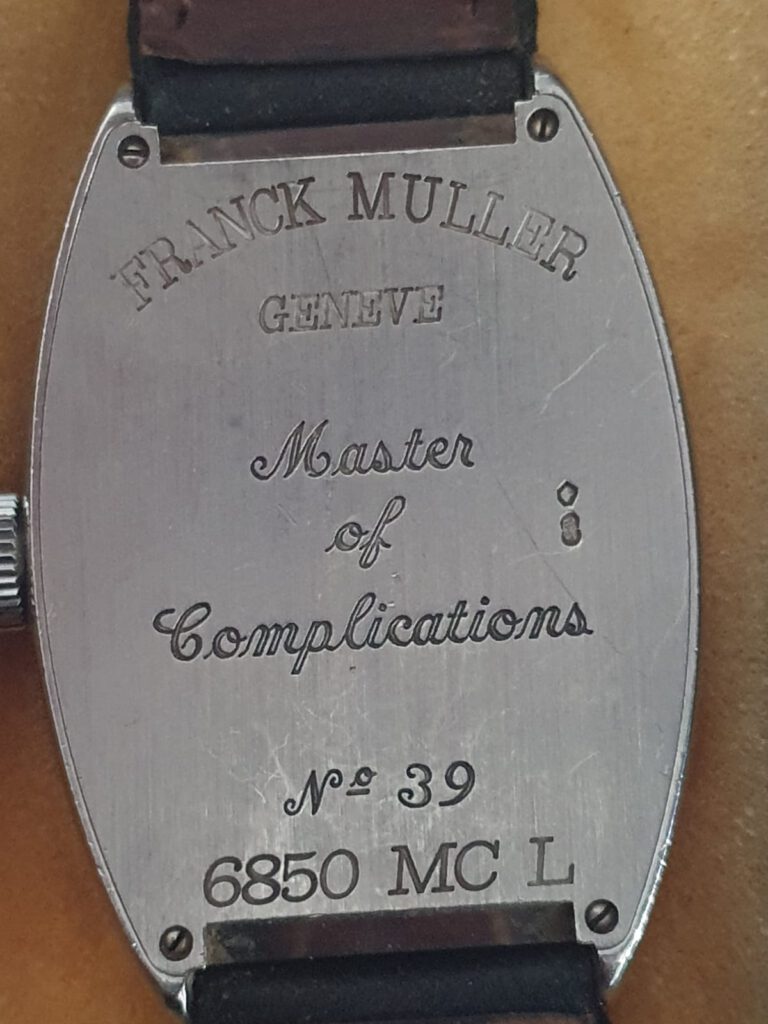 FRANCK MULLER
GENEVE
Master
of
Complications
Nº 39
6850 MC L